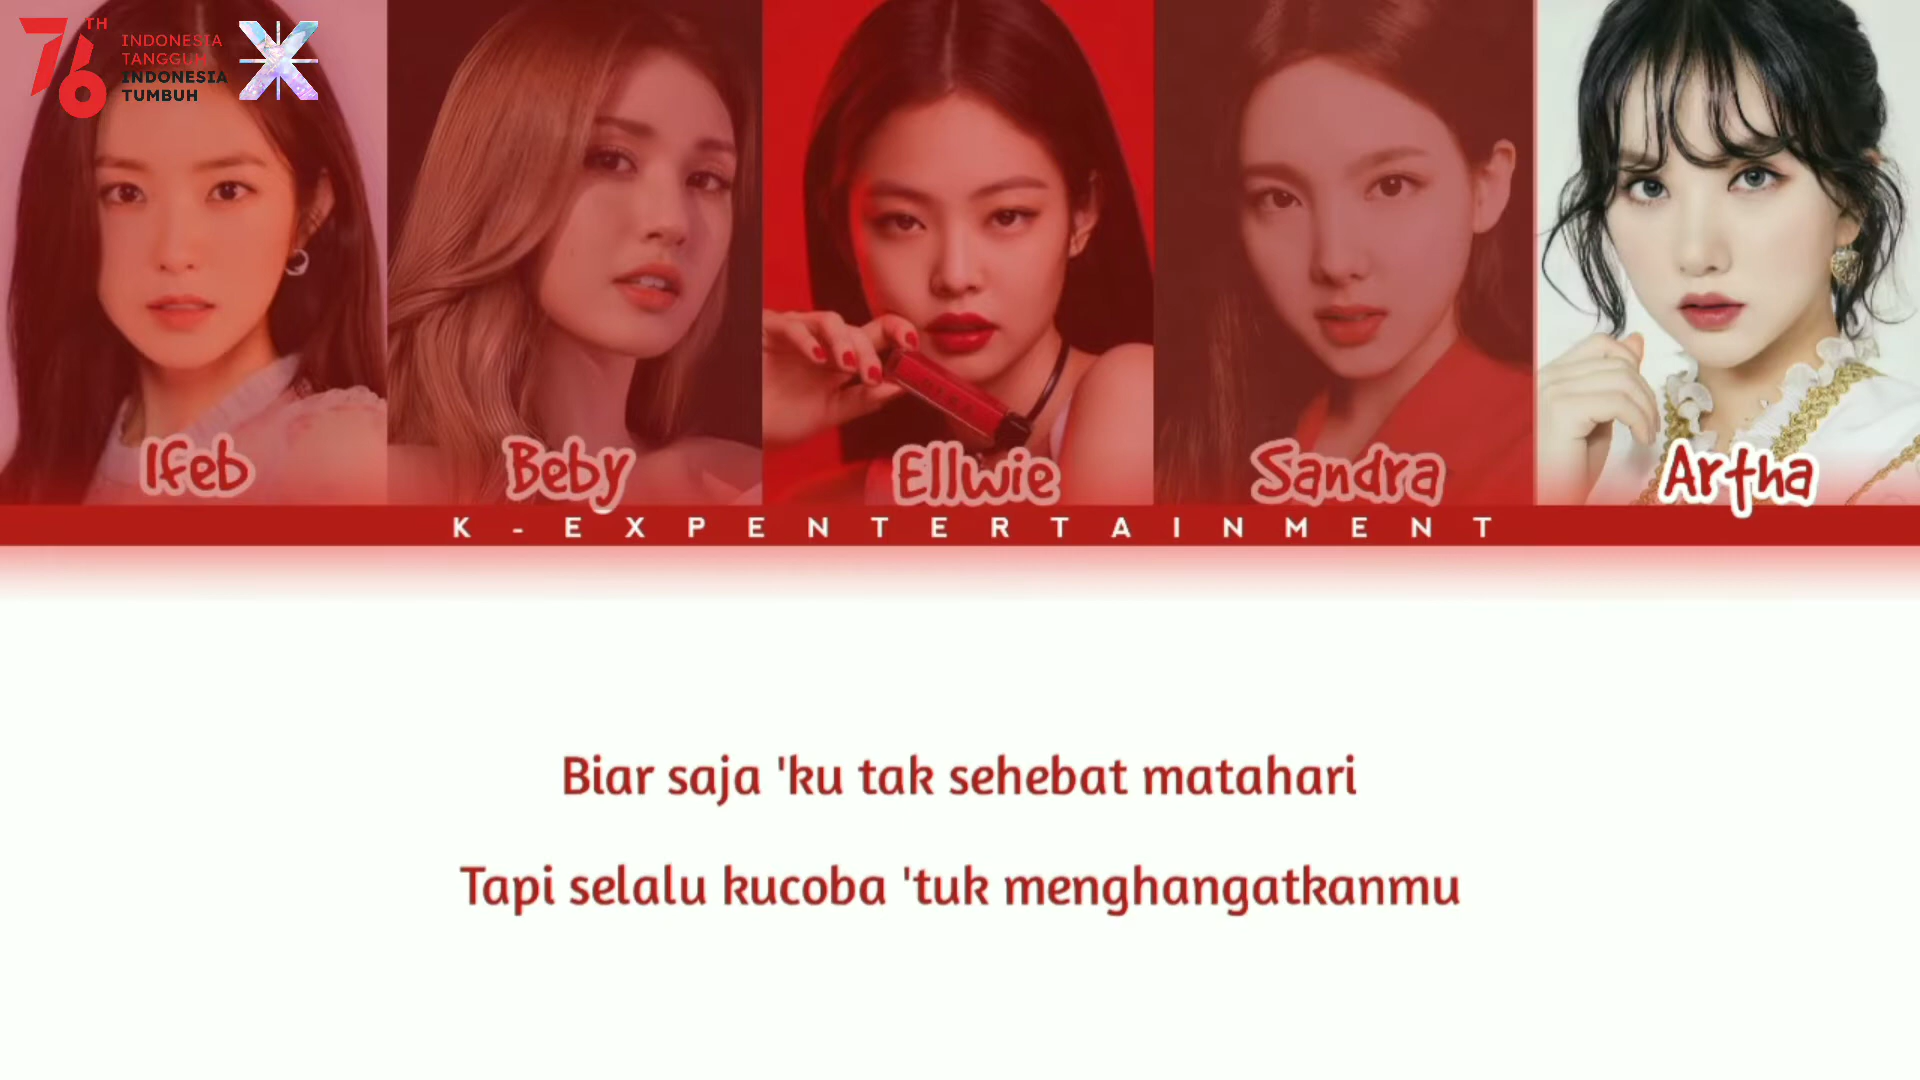 76TH
INDONESIA
TANGGUH
INDONESIA
TUMBUH
Ifeb
Beby
Ellwie
Sandra
Artha
K-EXPENTERTAINMENT
Biar saja 'ku tak sehebat matahari
Tapi selalu kucoba 'tuk menghangatkanmu